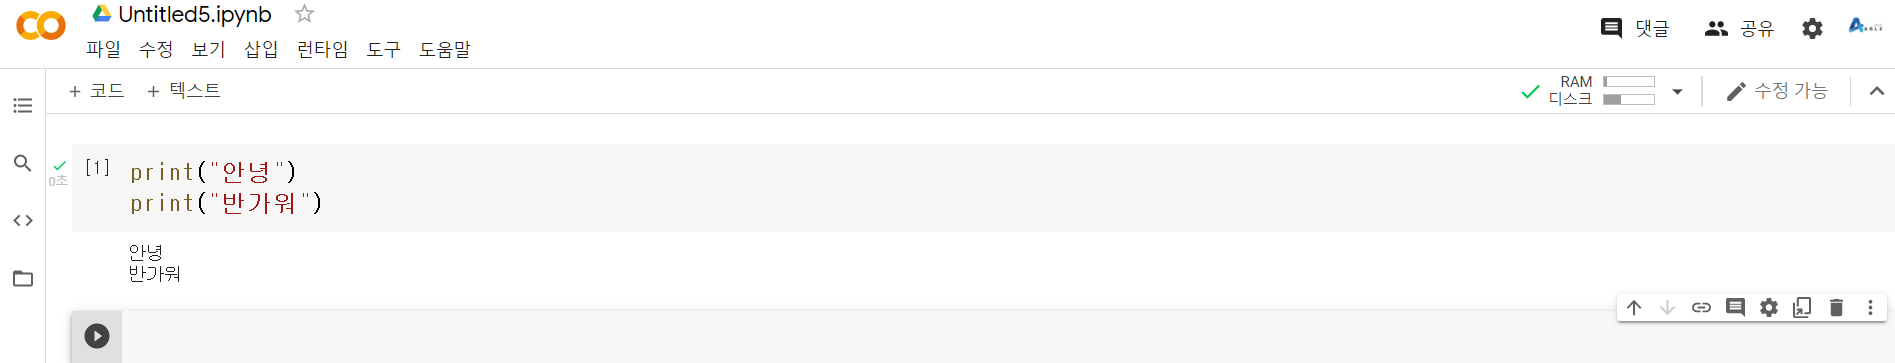 Untitled5.ipynb
파일 수정 보기 삽입 런타임 도구 도움말
댓글 공유
ABLE
+ 코드 + 텍스트
RAM
디스크
수정 가능
[1] print("안녕")
0초
print("반가워")
안녕
반가워